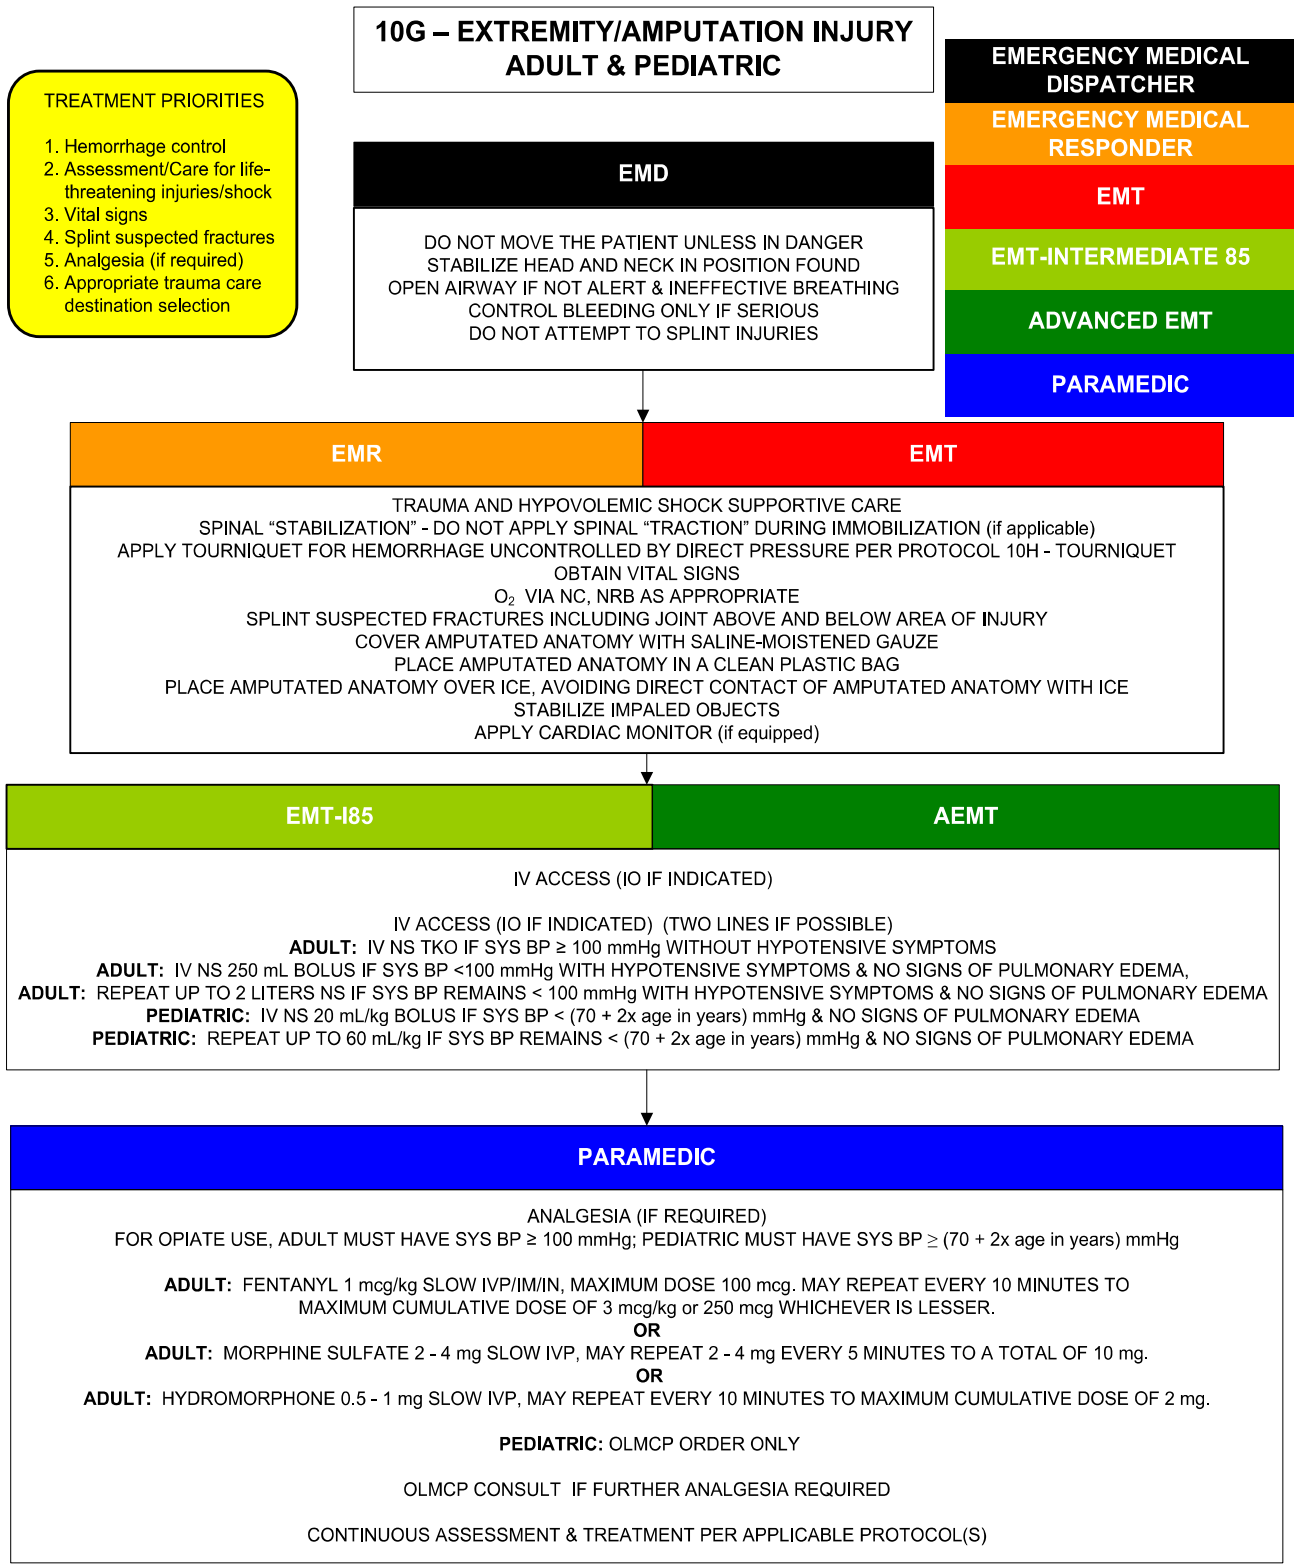 10G – EXTREMITY/AMPUTATION INJURY
ADULT & PEDIATRIC
TREATMENT PRIORITIES
1. Hemorrhage control
2. Assessment/Care for life-
threatening injuries/shock
3. Vital signs
4. Splint suspected fractures
5. Analgesia (if required)
6. Appropriate trauma care
destination selection
EMERGENCY MEDICAL
DISPATCHER
EMERGENCY MEDICAL
RESPONDER
EMT
EMT-INTERMEDIATE 85
ADVANCED EMT
PARAMEDIC
EMD
DO NOT MOVE THE PATIENT UNLESS IN DANGER
STABILIZE HEAD AND NECK IN POSITION FOUND
OPEN AIRWAY IF NOT ALERT & INEFFECTIVE BREATHING
CONTROL BLEEDING ONLY IF SERIOUS
DO NOT ATTEMPT TO SPLINT INJURIES
EMR
EMT
TRAUMA AND HYPOVOLEMIC SHOCK SUPPORTIVE CARE
SPINAL “STABILIZATION” - DO NOT APPLY SPINAL “TRACTION” DURING IMMOBILIZATION (if applicable)
APPLY TOURNIQUET FOR HEMORRHAGE UNCONTROLLED BY DIRECT PRESSURE PER PROTOCOL 10H - TOURNIQUET
OBTAIN VITAL SIGNS
O₂ VIA NC, NRB AS APPROPRIATE
SPLINT SUSPECTED FRACTURES INCLUDING JOINT ABOVE AND BELOW AREA OF INJURY
COVER AMPUTATED ANATOMY WITH SALINE-MOISTENED GAUZE
PLACE AMPUTATED ANATOMY IN A CLEAN PLASTIC BAG
PLACE AMPUTATED ANATOMY OVER ICE, AVOIDING DIRECT CONTACT OF AMPUTATED ANATOMY WITH ICE
STABILIZE IMPALED OBJECTS
APPLY CARDIAC MONITOR (if equipped)
EMT-I85
AEMT
IV ACCESS (IO IF INDICATED)
IV ACCESS (IO IF INDICATED) (TWO LINES IF POSSIBLE)
ADULT: IV NS TKO IF SYS BP ≥ 100 mmHg WITHOUT HYPOTENSIVE SYMPTOMS
ADULT: IV NS 250 mL BOLUS IF SYS BP <100 mmHg WITH HYPOTENSIVE SYMPTOMS & NO SIGNS OF PULMONARY EDEMA,
ADULT: REPEAT UP TO 2 LITERS NS IF SYS BP REMAINS < 100 mmHg WITH HYPOTENSIVE SYMPTOMS & NO SIGNS OF PULMONARY EDEMA
PEDIATRIC: IV NS 20 mL/kg BOLUS IF SYS BP < (70 + 2x age in years) mmHg & NO SIGNS OF PULMONARY EDEMA
PEDIATRIC: REPEAT UP TO 60 mL/kg IF SYS BP REMAINS < (70 + 2x age in years) mmHg & NO SIGNS OF PULMONARY EDEMA
PARAMEDIC
ANALGESIA (IF REQUIRED)
FOR OPIATE USE, ADULT MUST HAVE SYS BP ≥ 100 mmHg; PEDIATRIC MUST HAVE SYS BP ≥ (70 + 2x age in years) mmHg
ADULT: FENTANYL 1 mcg/kg SLOW IVP/IM/IN, MAXIMUM DOSE 100 mcg. MAY REPEAT EVERY 10 MINUTES TO
MAXIMUM CUMULATIVE DOSE OF 3 mcg/kg or 250 mcg WHICHEVER IS LESSER.
OR
ADULT: MORPHINE SULFATE 2 - 4 mg SLOW IVP, MAY REPEAT 2 - 4 mg EVERY 5 MINUTES TO A TOTAL OF 10 mg.
OR
ADULT: HYDROMORPHONE 0.5 - 1 mg SLOW IVP, MAY REPEAT EVERY 10 MINUTES TO MAXIMUM CUMULATIVE DOSE OF 2 mg.
PEDIATRIC: OLMCP ORDER ONLY
OLMCP CONSULT IF FURTHER ANALGESIA REQUIRED
CONTINUOUS ASSESSMENT & TREATMENT PER APPLICABLE PROTOCOL(S)